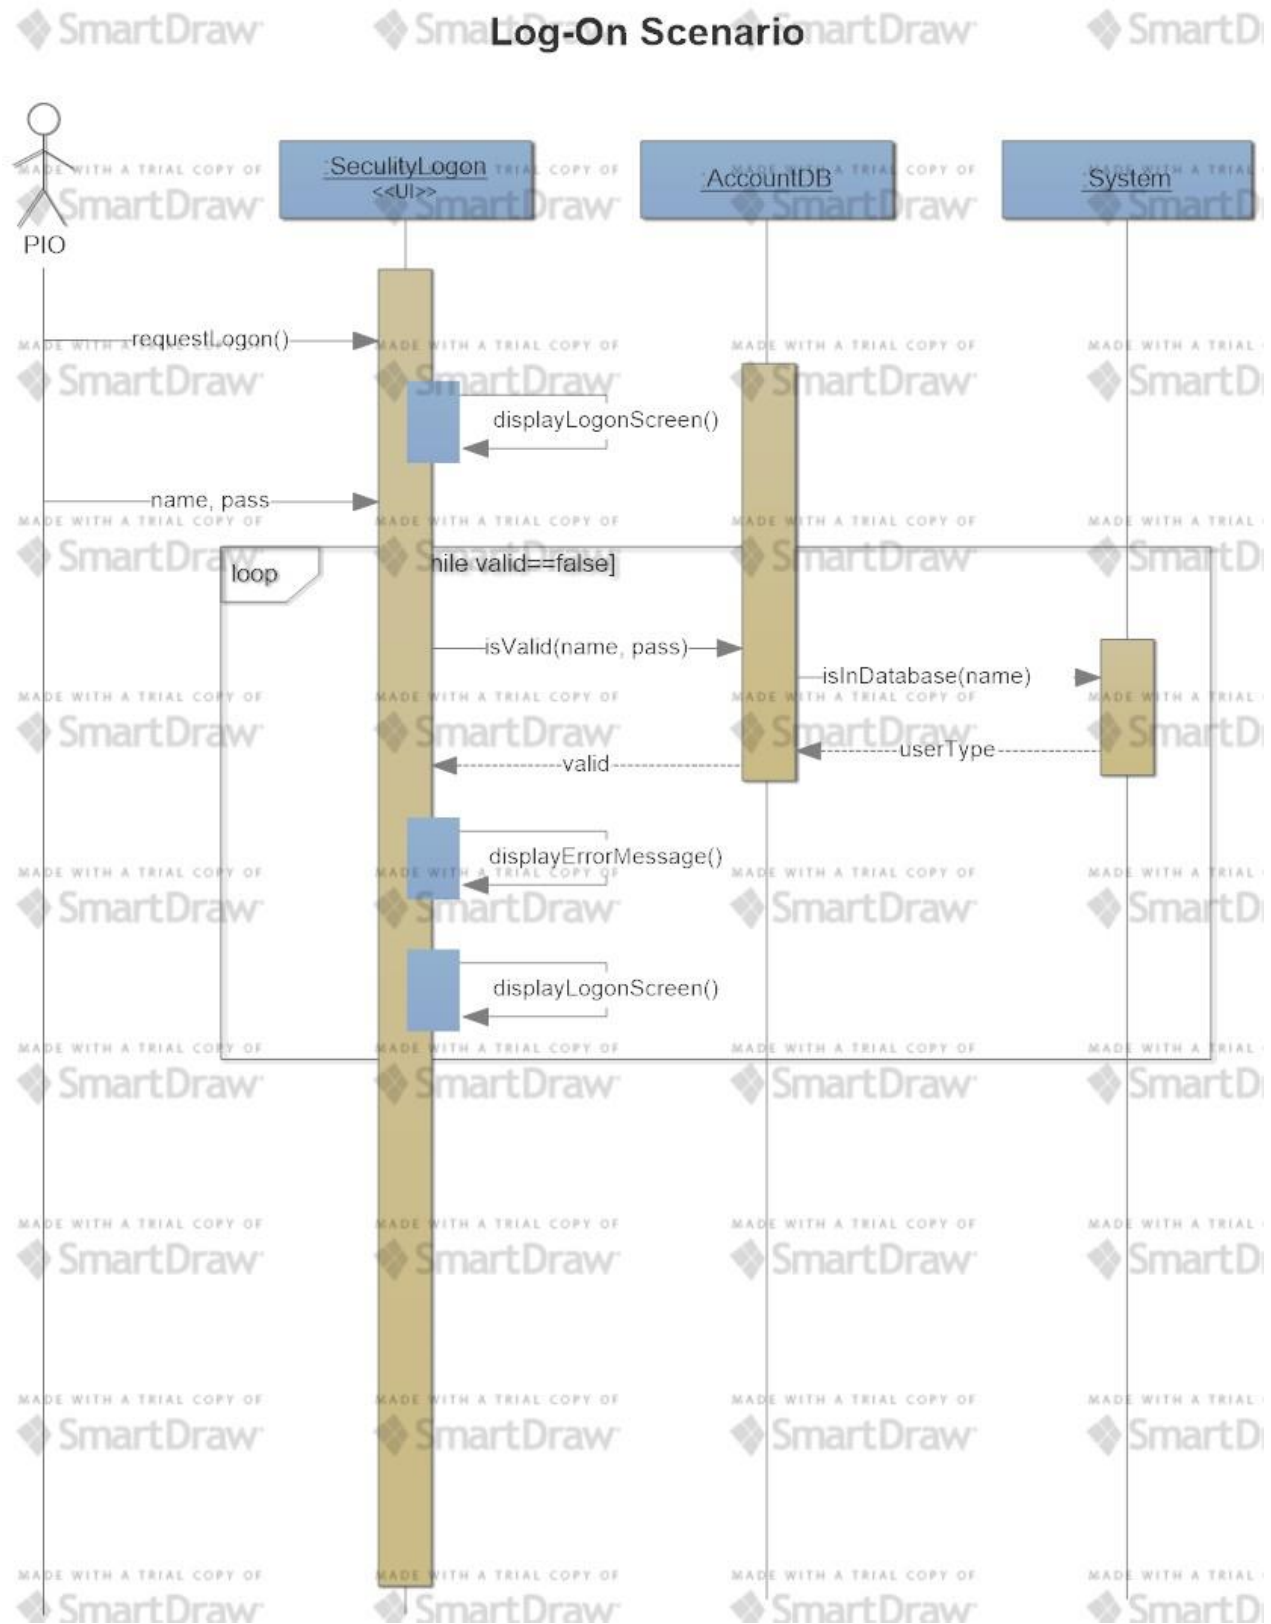 Log-On Scenario
:SeculityLogon
<<UI>>
:AccountDB
:System
PIO
requestLogon()
displayLogonScreen()
name, pass
loop
hile valid==false]
isValid(name, pass)
isInDatabase(name)
userType
valid
displayErrorMessage()
displayLogonScreen()
MADE WITH A TRIAL COPY OF
SmartDraw